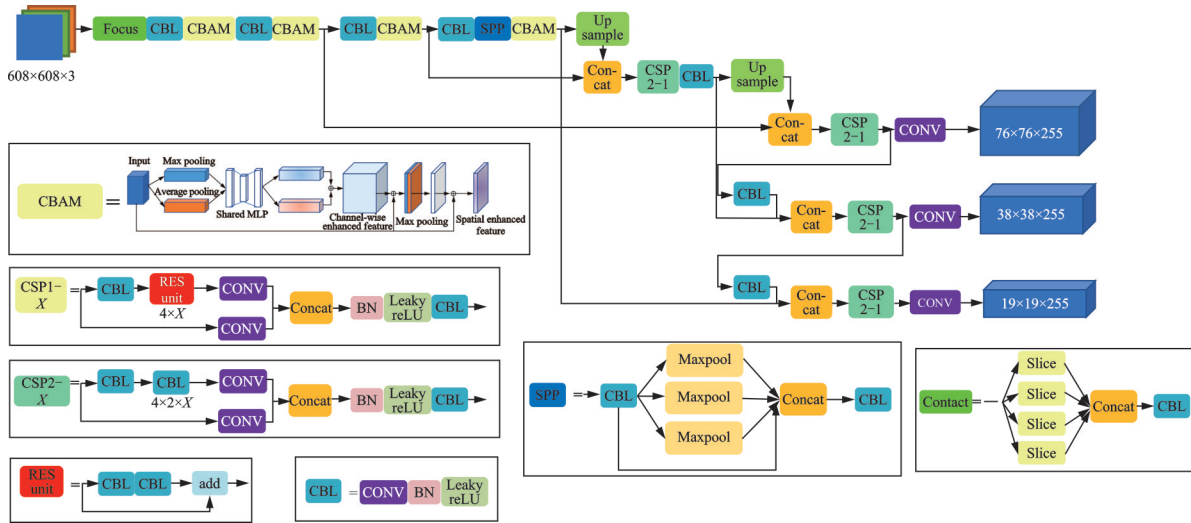 Focus CBL CBAM CBL CBAM CBL CBAM CBL SPP CBAM
Up
sample
608×608×3
Con-
cat
CSP
2-1
CBL
Up
sample
Con-
cat
CSP
2-1
CONV
76×76×255
CBL
Con-
cat
CSP
2-1
CONV
38×38×255
CBL
Con-
cat
CSP
2-1
CONV
19×19×255
CBAM
=
Input
Max pooling
Average pooling
Shared MLP
Channel-wise
enhanced feature
Max pooling
Spatial enhanced
feature
CSP1-
X
=
CBL
RES
unit
4×X
CONV
CONV
Concat
BN
Leaky
reLU
CBL
CSP2-
X
=
CBL
CBL
4×2×X
CONV
CONV
Concat
BN
Leaky
reLU
CBL
RES
unit
=
CBL CBL
add
CBL
=
CONV
BN
Leaky
reLU
SPP
=
CBL
Maxpool
Maxpool
Maxpool
Concat
CBL
Contact
=
Slice
Slice
Slice
Slice
Concat
CBL